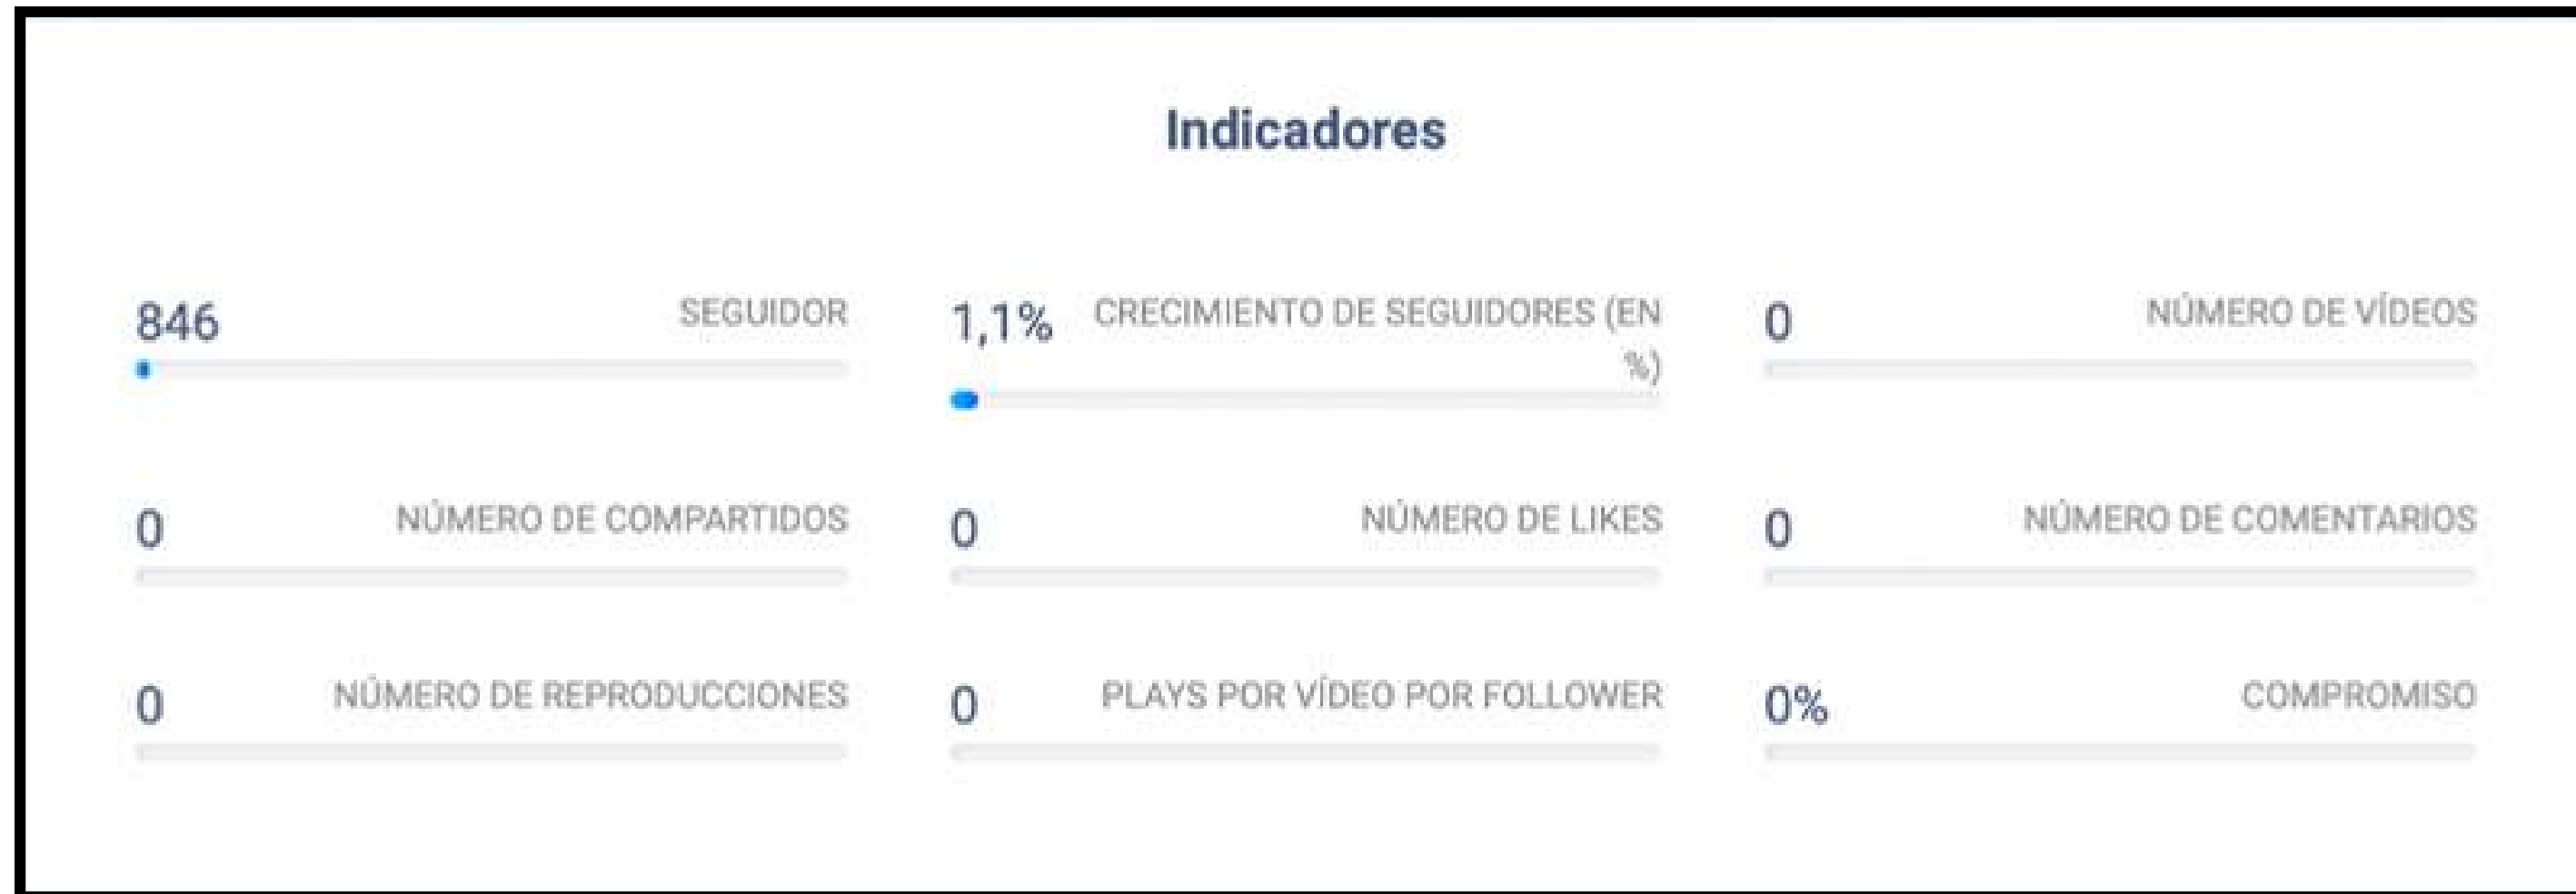 Indicadores
846 SEGUIDOR
1,1% CRECIMIENTO DE SEGUIDORES (EN
%)
0 NÚMERO DE VÍDEOS
0 NÚMERO DE COMPARTIDOS
0 NÚMERO DE LIKES
0 NÚMERO DE COMENTARIOS
0 NÚMERO DE REPRODUCCIONES
0 PLAYS POR VÍDEO POR FOLLOWER
0% COMPROMISO